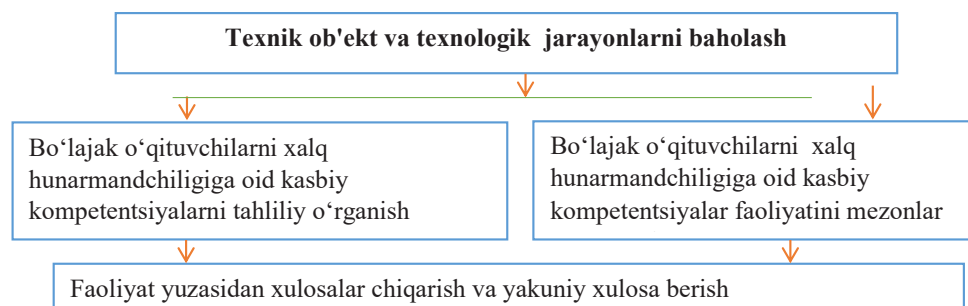 Texnik ob'ekt va texnologik jarayonlarni baholash
Bo‘lajak o‘qituvchilarni xalq
hunarmandchiligiga oid kasbiy
kompetentsiyalarni tahliliy o‘rganish
Bo‘lajak o‘qituvchilarni xalq
hunarmandchiligiga oid kasbiy
kompetentsiyalar faoliyatini mezonlar
Faoliyat yuzasidan xulosalar chiqarish va yakuniy xulosa berish